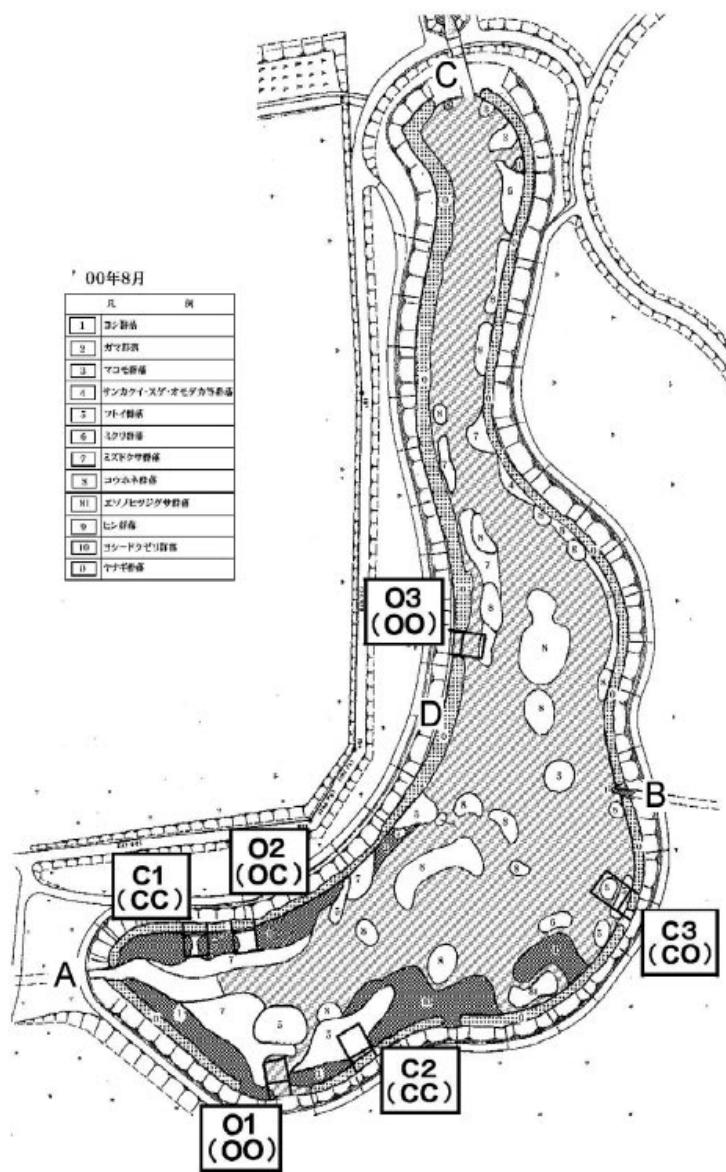 C
00年8月
凡 例
1 ヨシ群落
2 ガマ群落
3 マコモ群落
4 サンカクイ・スゲ・オモダカ等群落
5 フトイ群落
6 ミクリ群落
7 ミズドクサ群落
8 コウホネ群落
81 エゾノヒツジグサ群落
9 ヒシ群落
10 ヨシードクゼリ群落
0 ヤナギ群落
O3
(OO)
D
B
O2
(OC)
C1
(CC)
A
C3
(CO)
C2
(CC)
O1
(OO)